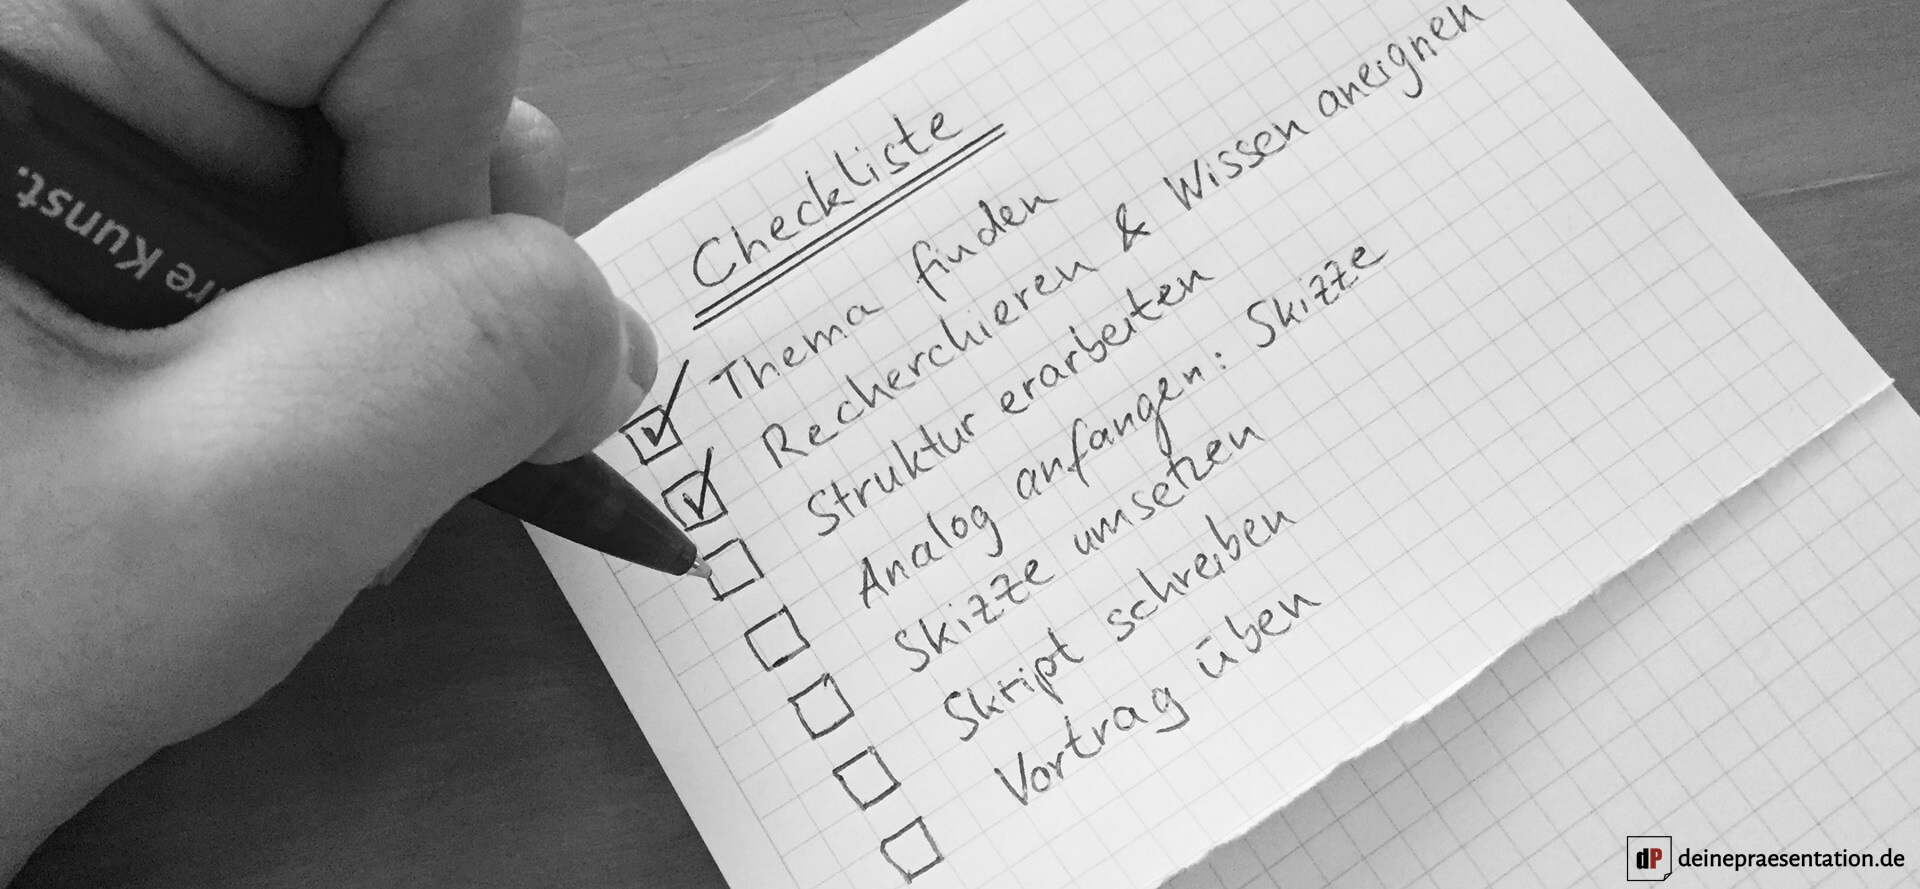 Checkliste
Thema finden
Recherchieren & Wissen aneignen
Struktur erarbeiten
Analog anfangen: Skizze
Skizze umsetzen
Skript schreiben
Vortrag üben
Kunst.
dP deinepraesentation.de